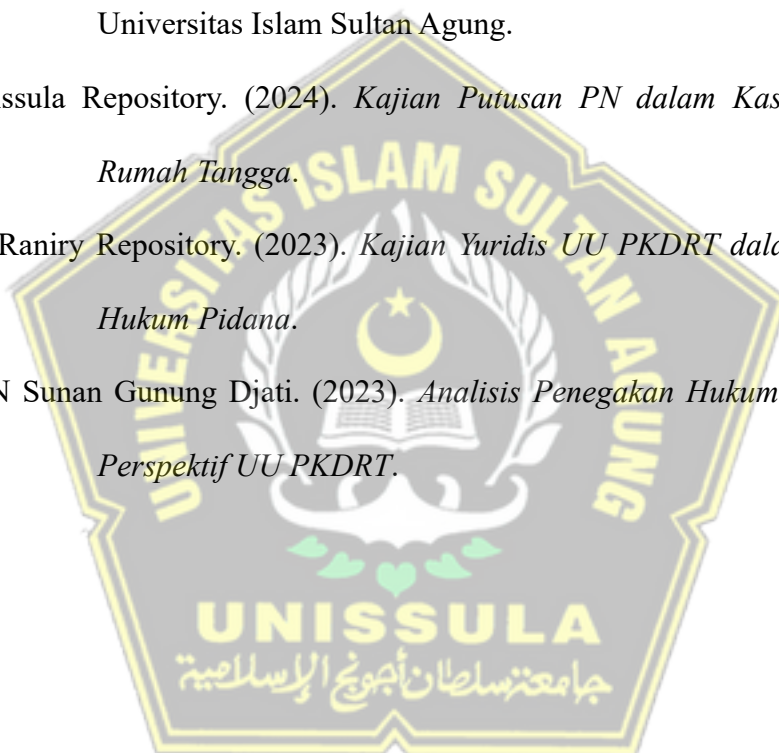 Universitas Islam Sultan Agung.
ssula Repository. (2024). Kajian Putusan PN dalam Kas
Rumah Tangga.
Raniry Repository. (2023). Kajian Yuridis UU PKDRT dala
Hukum Pidana.
N Sunan Gunung Djati. (2023). Analisis Penegakan Hukum
Perspektif UU PKDRT.
UNIVERSITAS ISLAM SULTAN AGUNG
UNISSULA
جامعة سلطان أجونج الإسلامية